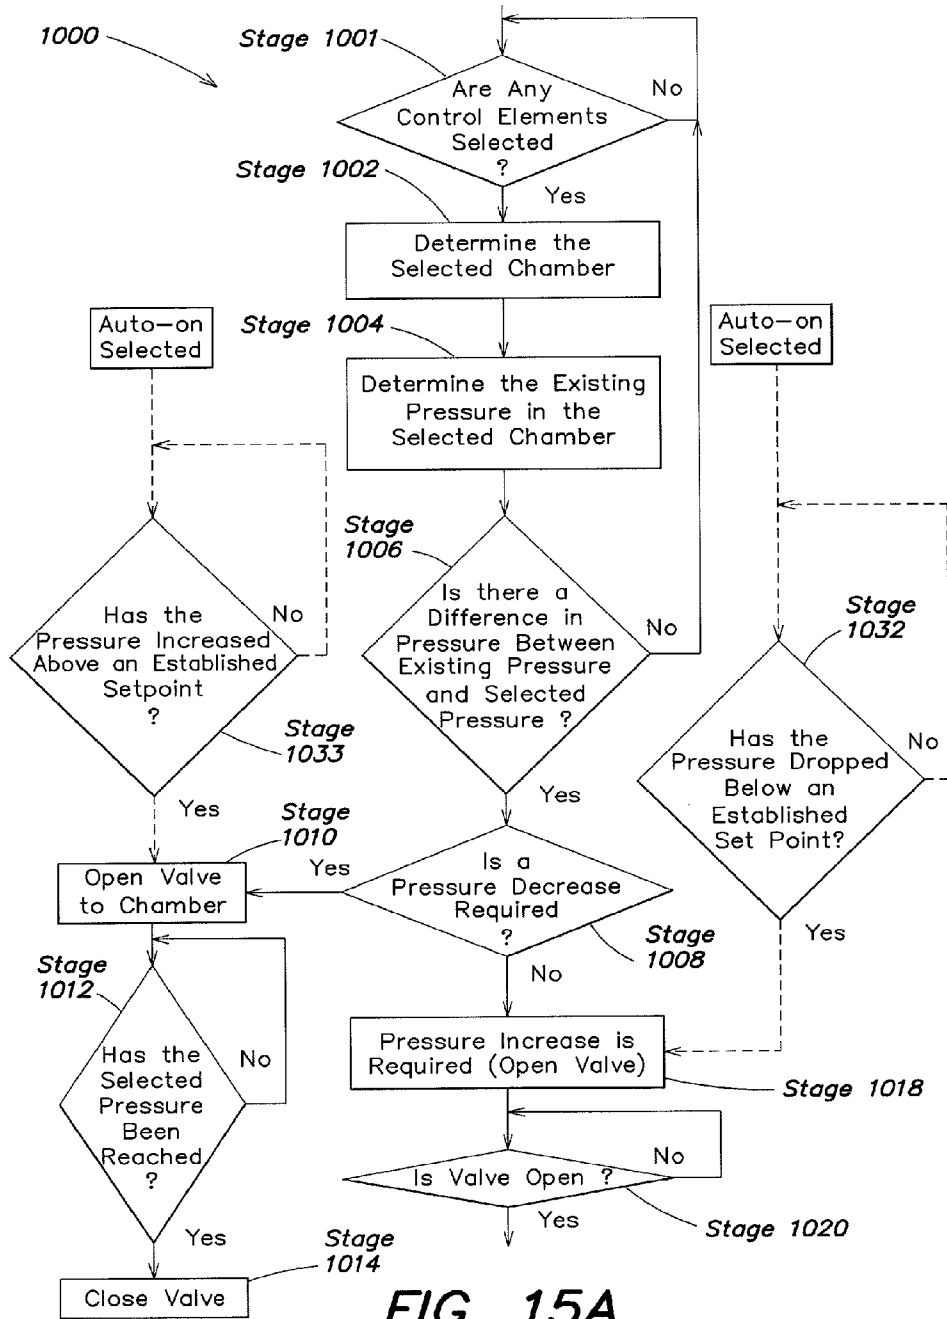 1000
Stage 1001
Are Any
Control Elements
Selected
?
No
Yes
Stage 1002
Determine the
Selected Chamber
Stage 1004
Determine the Existing
Pressure in the
Selected Chamber
Auto-on
Selected
Auto-on
Selected
Stage
1006
Is there a
Difference in
Pressure Between
Existing Pressure
and Selected
Pressure ?
No
Yes
Has the
Pressure Increased
Above an Established
Setpoint
?
No
Stage
1033
Yes
Stage
1032
Has the
Pressure Dropped
Below an
Established
Set Point?
No
Yes
Stage
1010
Open Valve
to Chamber
Yes
Is a
Pressure Decrease
Required
?
Stage
1008
No
Stage
1012
Has the
Selected
Pressure
Been
Reached
?
No
Yes
Pressure Increase is
Required (Open Valve)
Stage 1018
Is Valve Open ?
No
Yes
Stage 1020
Stage
1014
Close Valve
FIG. 15A